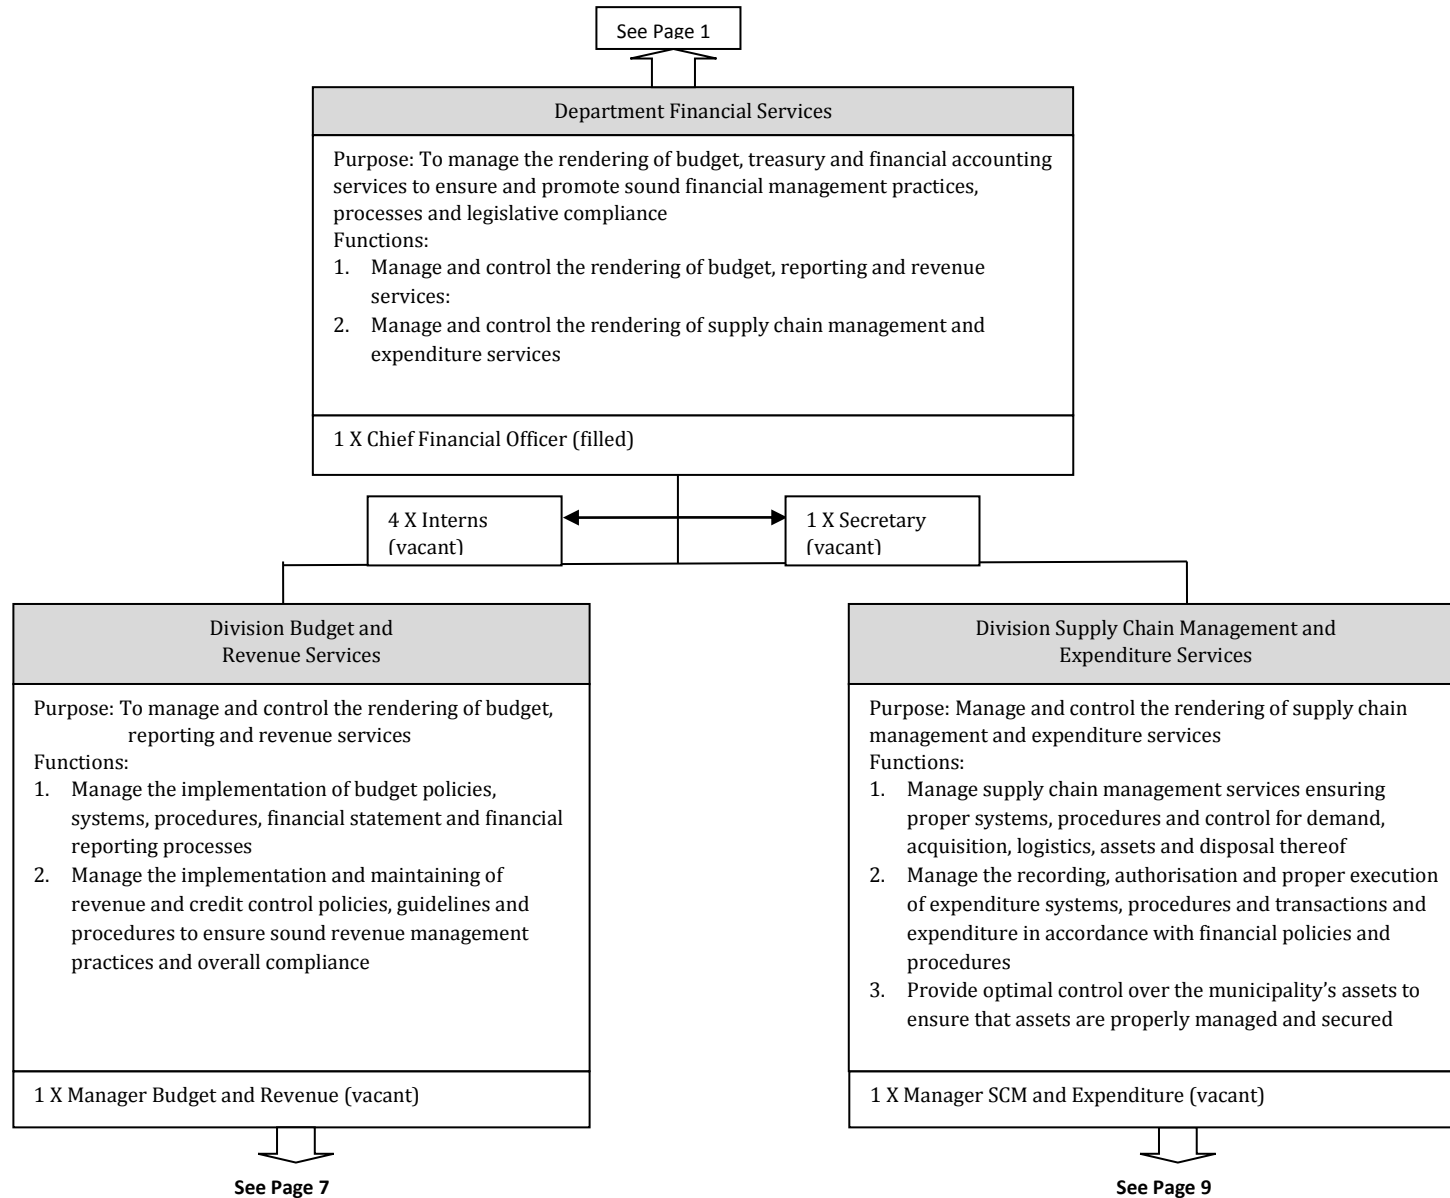 See Page 1
Department Financial Services
Purpose: To manage the rendering of budget, treasury and financial accounting
services to ensure and promote sound financial management practices,
processes and legislative compliance
Functions:
1. Manage and control the rendering of budget, reporting and revenue
services:
2. Manage and control the rendering of supply chain management and
expenditure services
1 X Chief Financial Officer (filled)
4 X Interns
(vacant)
1 X Secretary
(vacant)
Division Budget and
Revenue Services
Purpose: To manage and control the rendering of budget,
reporting and revenue services
Functions:
1. Manage the implementation of budget policies,
systems, procedures, financial statement and financial
reporting processes
2. Manage the implementation and maintaining of
revenue and credit control policies, guidelines and
procedures to ensure sound revenue management
practices and overall compliance
1 X Manager Budget and Revenue (vacant)
See Page 7
Division Supply Chain Management and
Expenditure Services
Purpose: Manage and control the rendering of supply chain
management and expenditure services
Functions:
1. Manage supply chain management services ensuring
proper systems, procedures and control for demand,
acquisition, logistics, assets and disposal thereof
2. Manage the recording, authorisation and proper execution
of expenditure systems, procedures and transactions and
expenditure in accordance with financial policies and
procedures
3. Provide optimal control over the municipality’s assets to
ensure that assets are properly managed and secured
1 X Manager SCM and Expenditure (vacant)
See Page 9